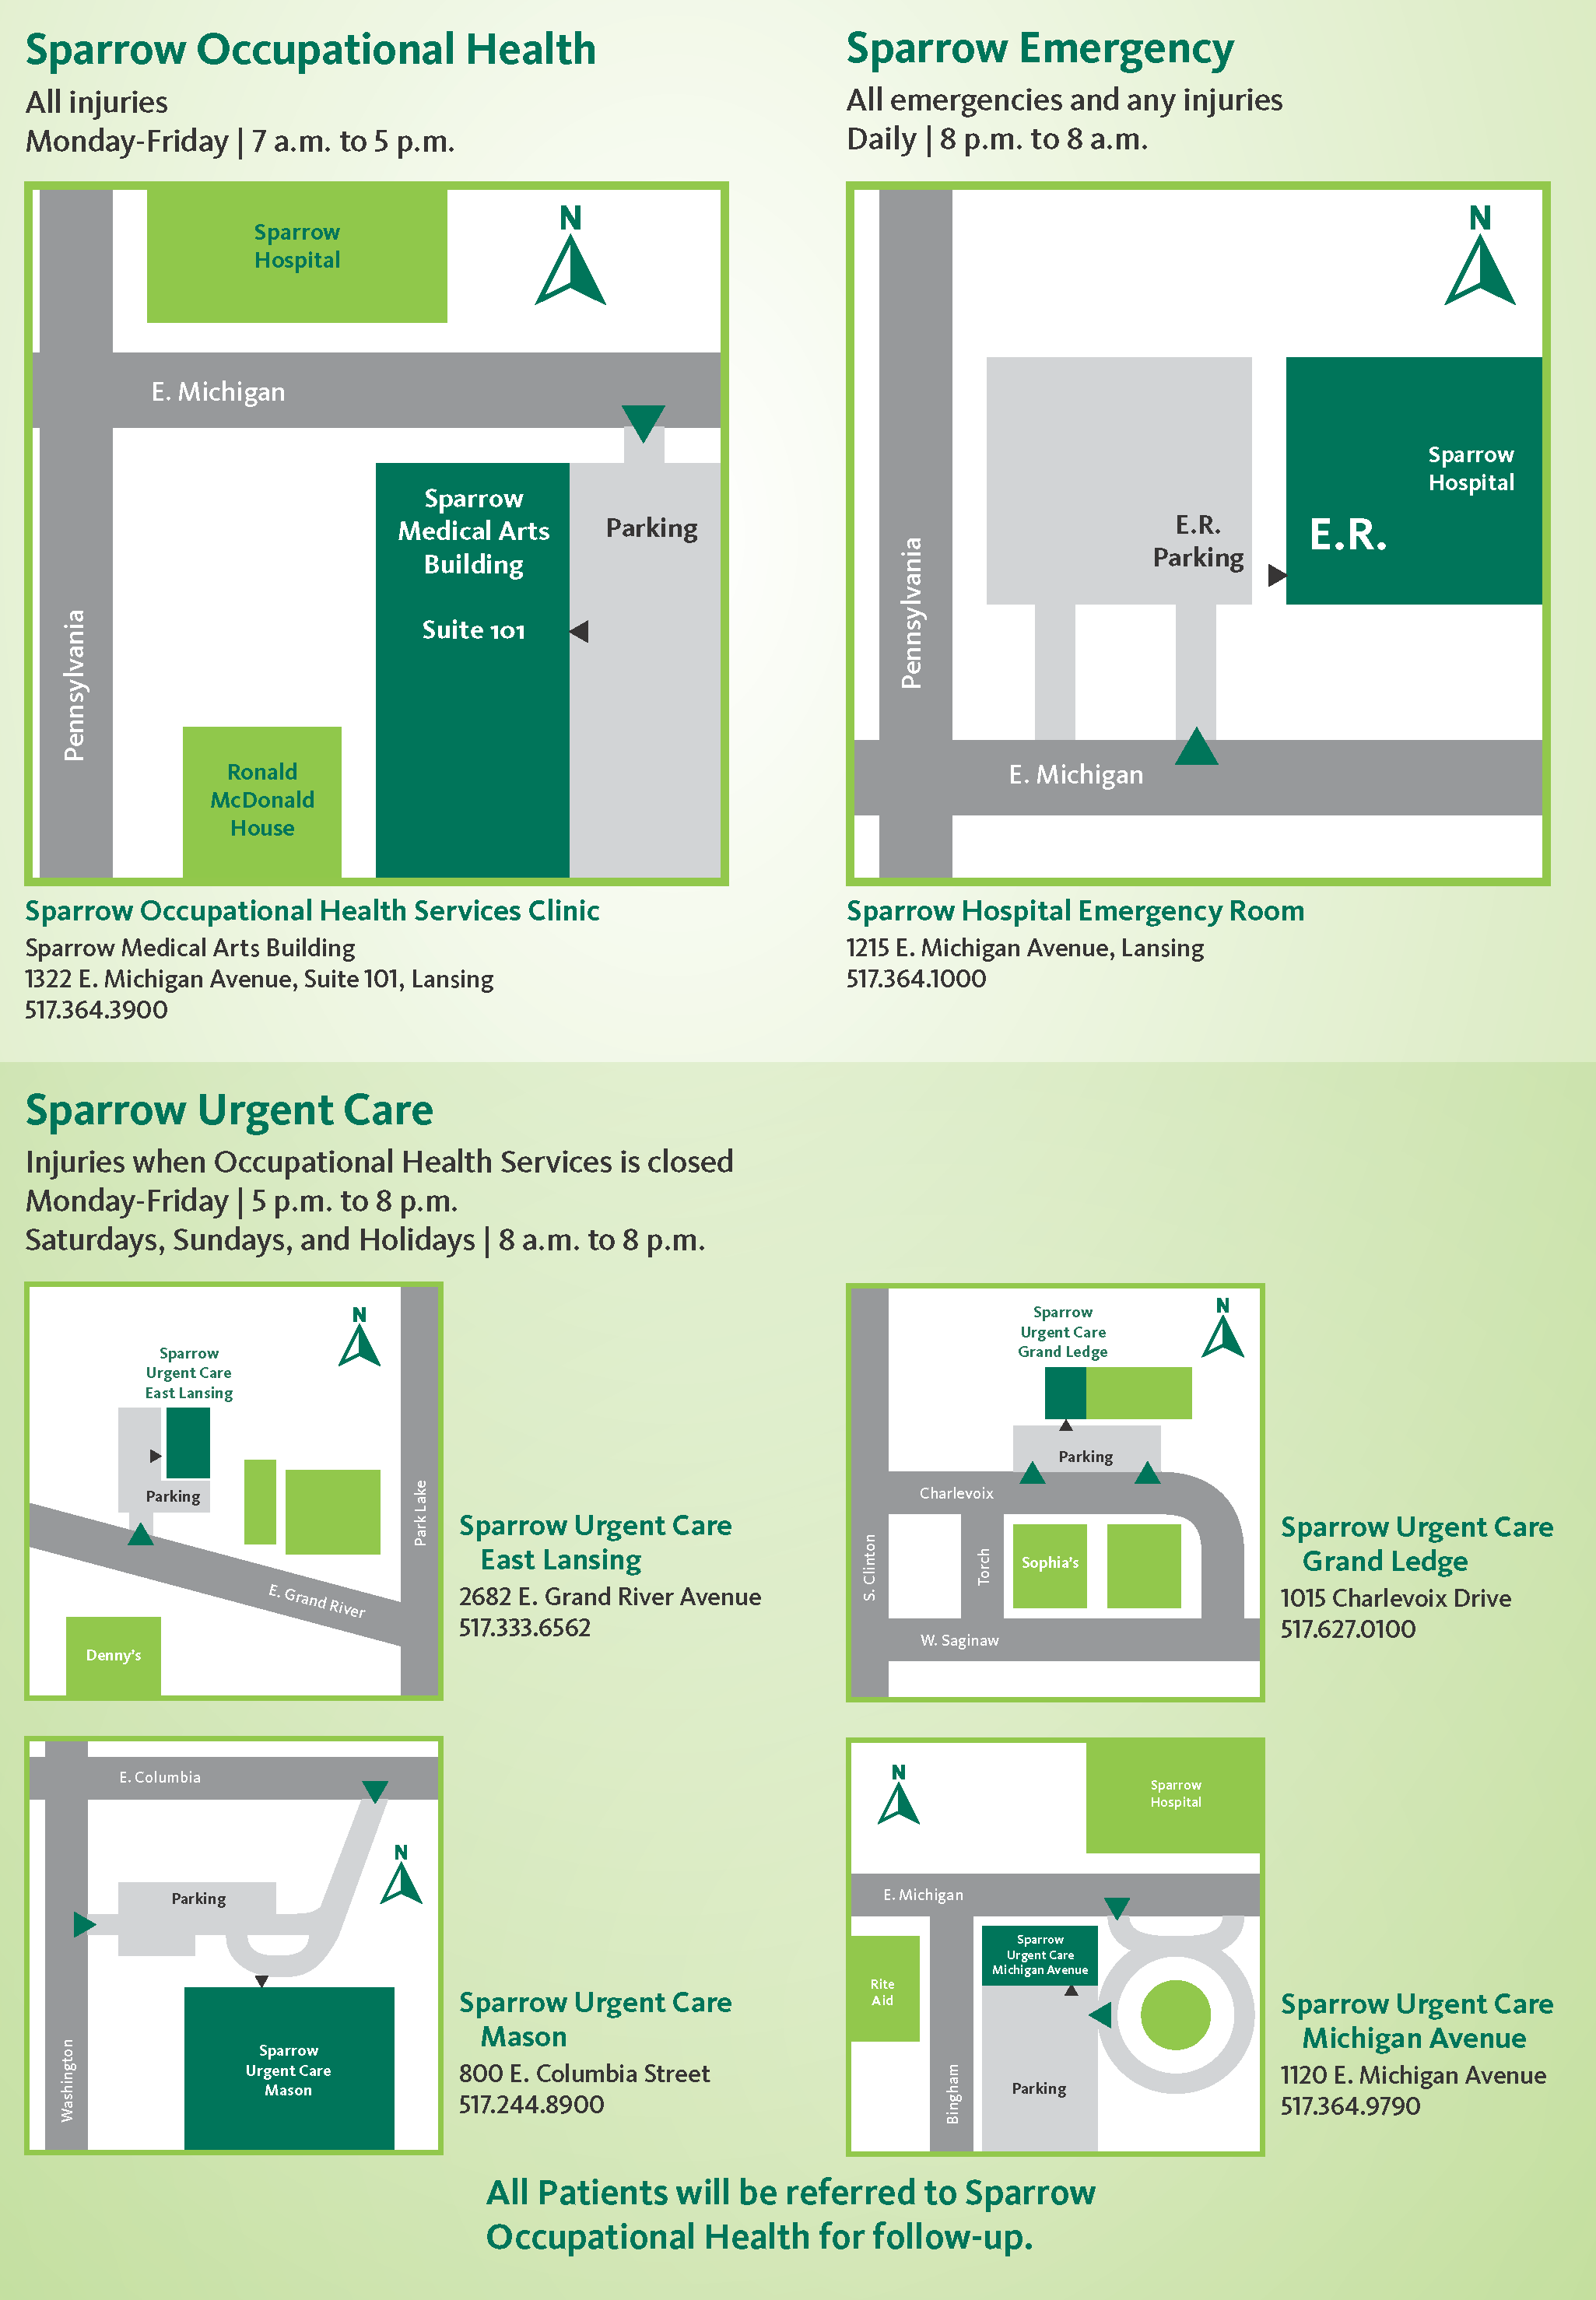 Sparrow Occupational Health
All injuries
Monday-Friday | 7 a.m. to 5 p.m.
N
Sparrow
Hospital
E. Michigan
Sparrow
Medical Arts
Building
Suite 101
Parking
Pennsylvania
Ronald
McDonald
House
Sparrow Occupational Health Services Clinic
Sparrow Medical Arts Building
1322 E. Michigan Avenue, Suite 101, Lansing
517.364.3900
Sparrow Emergency
All emergencies and any injuries
Daily | 8 p.m. to 8 a.m.
N
Sparrow
Hospital
E.R.
E.R.
Parking
Pennsylvania
E. Michigan
Sparrow Hospital Emergency Room
1215 E. Michigan Avenue, Lansing
517.364.1000
Sparrow Urgent Care
Injuries when Occupational Health Services is closed
Monday-Friday | 5 p.m. to 8 p.m.
Saturdays, Sundays, and Holidays | 8 a.m. to 8 p.m.
N
Sparrow
Urgent Care
East Lansing
Parking
Park Lake
E. Grand River
Denny's
Sparrow Urgent Care
East Lansing
2682 E. Grand River Avenue
517.333.6562
Sparrow
Urgent Care
Grand Ledge
N
Parking
Charlevoix
S. Clinton
Torch
Sophia's
W. Saginaw
Sparrow Urgent Care
Grand Ledge
1015 Charlevoix Drive
517.627.0100
E. Columbia
N
Parking
Washington
Sparrow
Urgent Care
Mason
Sparrow Urgent Care
Mason
800 E. Columbia Street
517.244.8900
N
Sparrow
Hospital
E. Michigan
Sparrow
Urgent Care
Michigan Avenue
Rite
Aid
Bingham
Parking
Sparrow Urgent Care
Michigan Avenue
1120 E. Michigan Avenue
517.364.9790
All Patients will be referred to Sparrow
Occupational Health for follow-up.